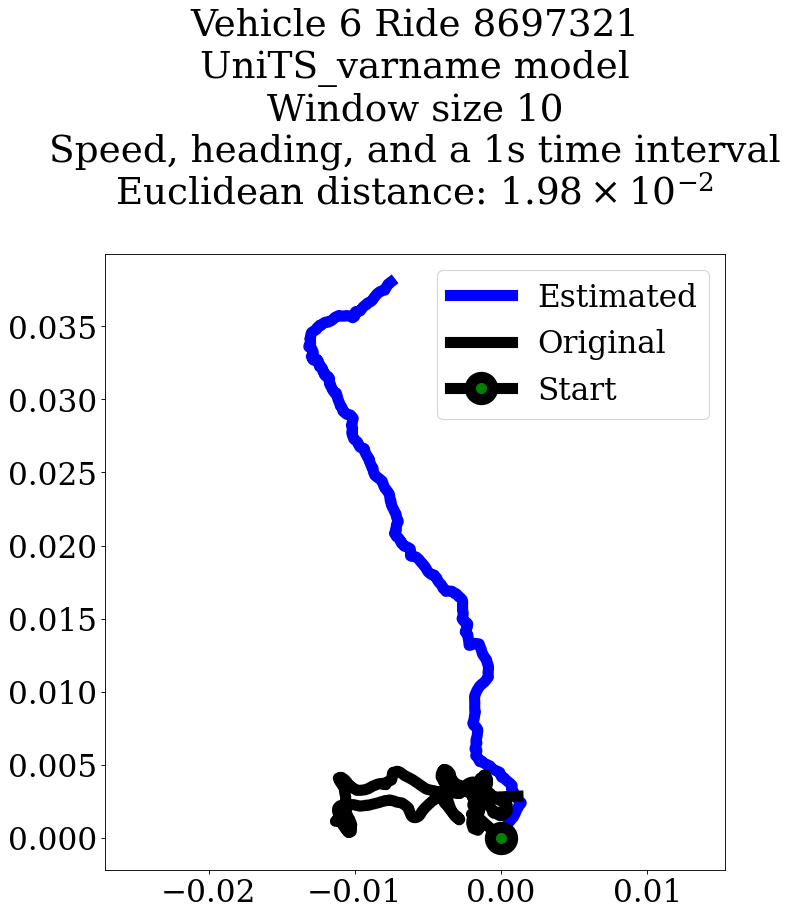 Vehicle 6 Ride 8697321
UniTS_varname model
Window size 10
Speed, heading, and a 1s time interval
Euclidean distance: 1.98 × 10⁻²
Estimated
Original
Start
0.035
0.030
0.025
0.020
0.015
0.010
0.005
0.000
−0.02 −0.01 0.00 0.01